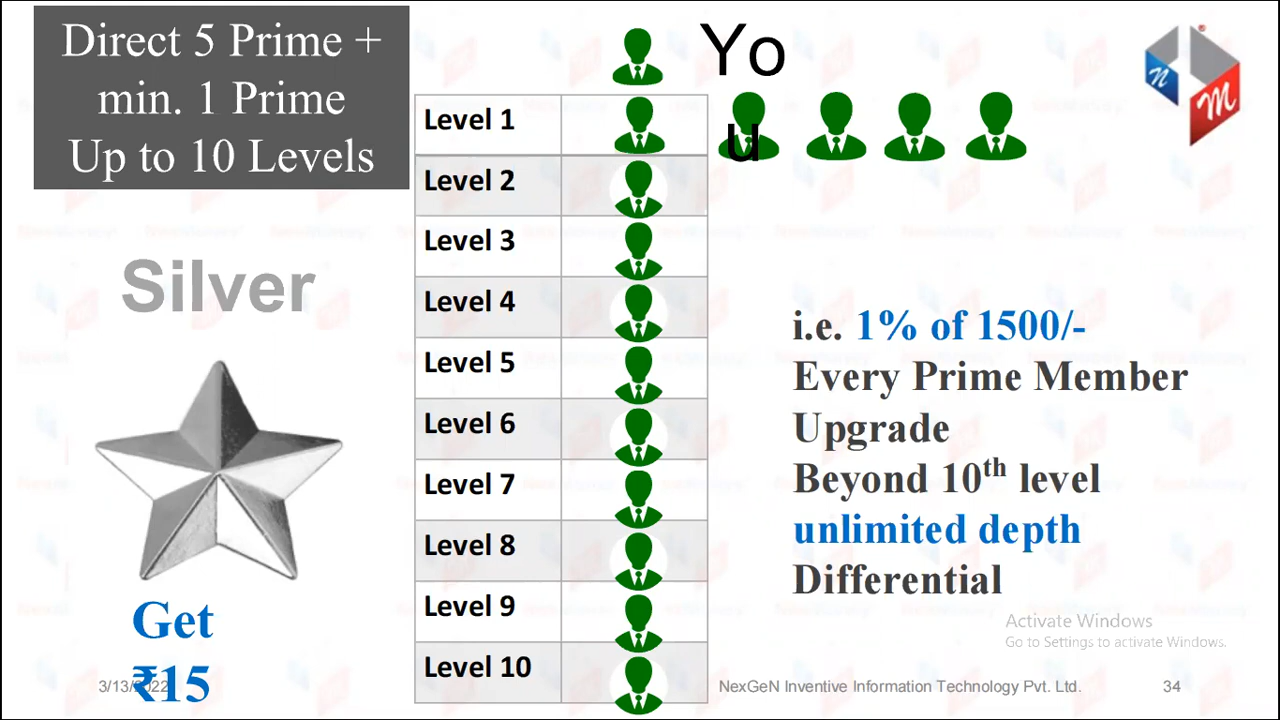 Direct 5 Prime +
min. 1 Prime
Up to 10 Levels
Yo
u
Level 1
Level 2
Level 3
Level 4
Level 5
Level 6
Level 7
Level 8
Level 9
Level 10
Silver
Get
₹15
i.e. 1% of 1500/-
Every Prime Member
Upgrade
Beyond 10th level
unlimited depth
Differential
Activate Windows
Go to Settings to activate Windows.
3/13/2022
NexGeN Inventive Information Technology Pvt. Ltd.
34
n
m